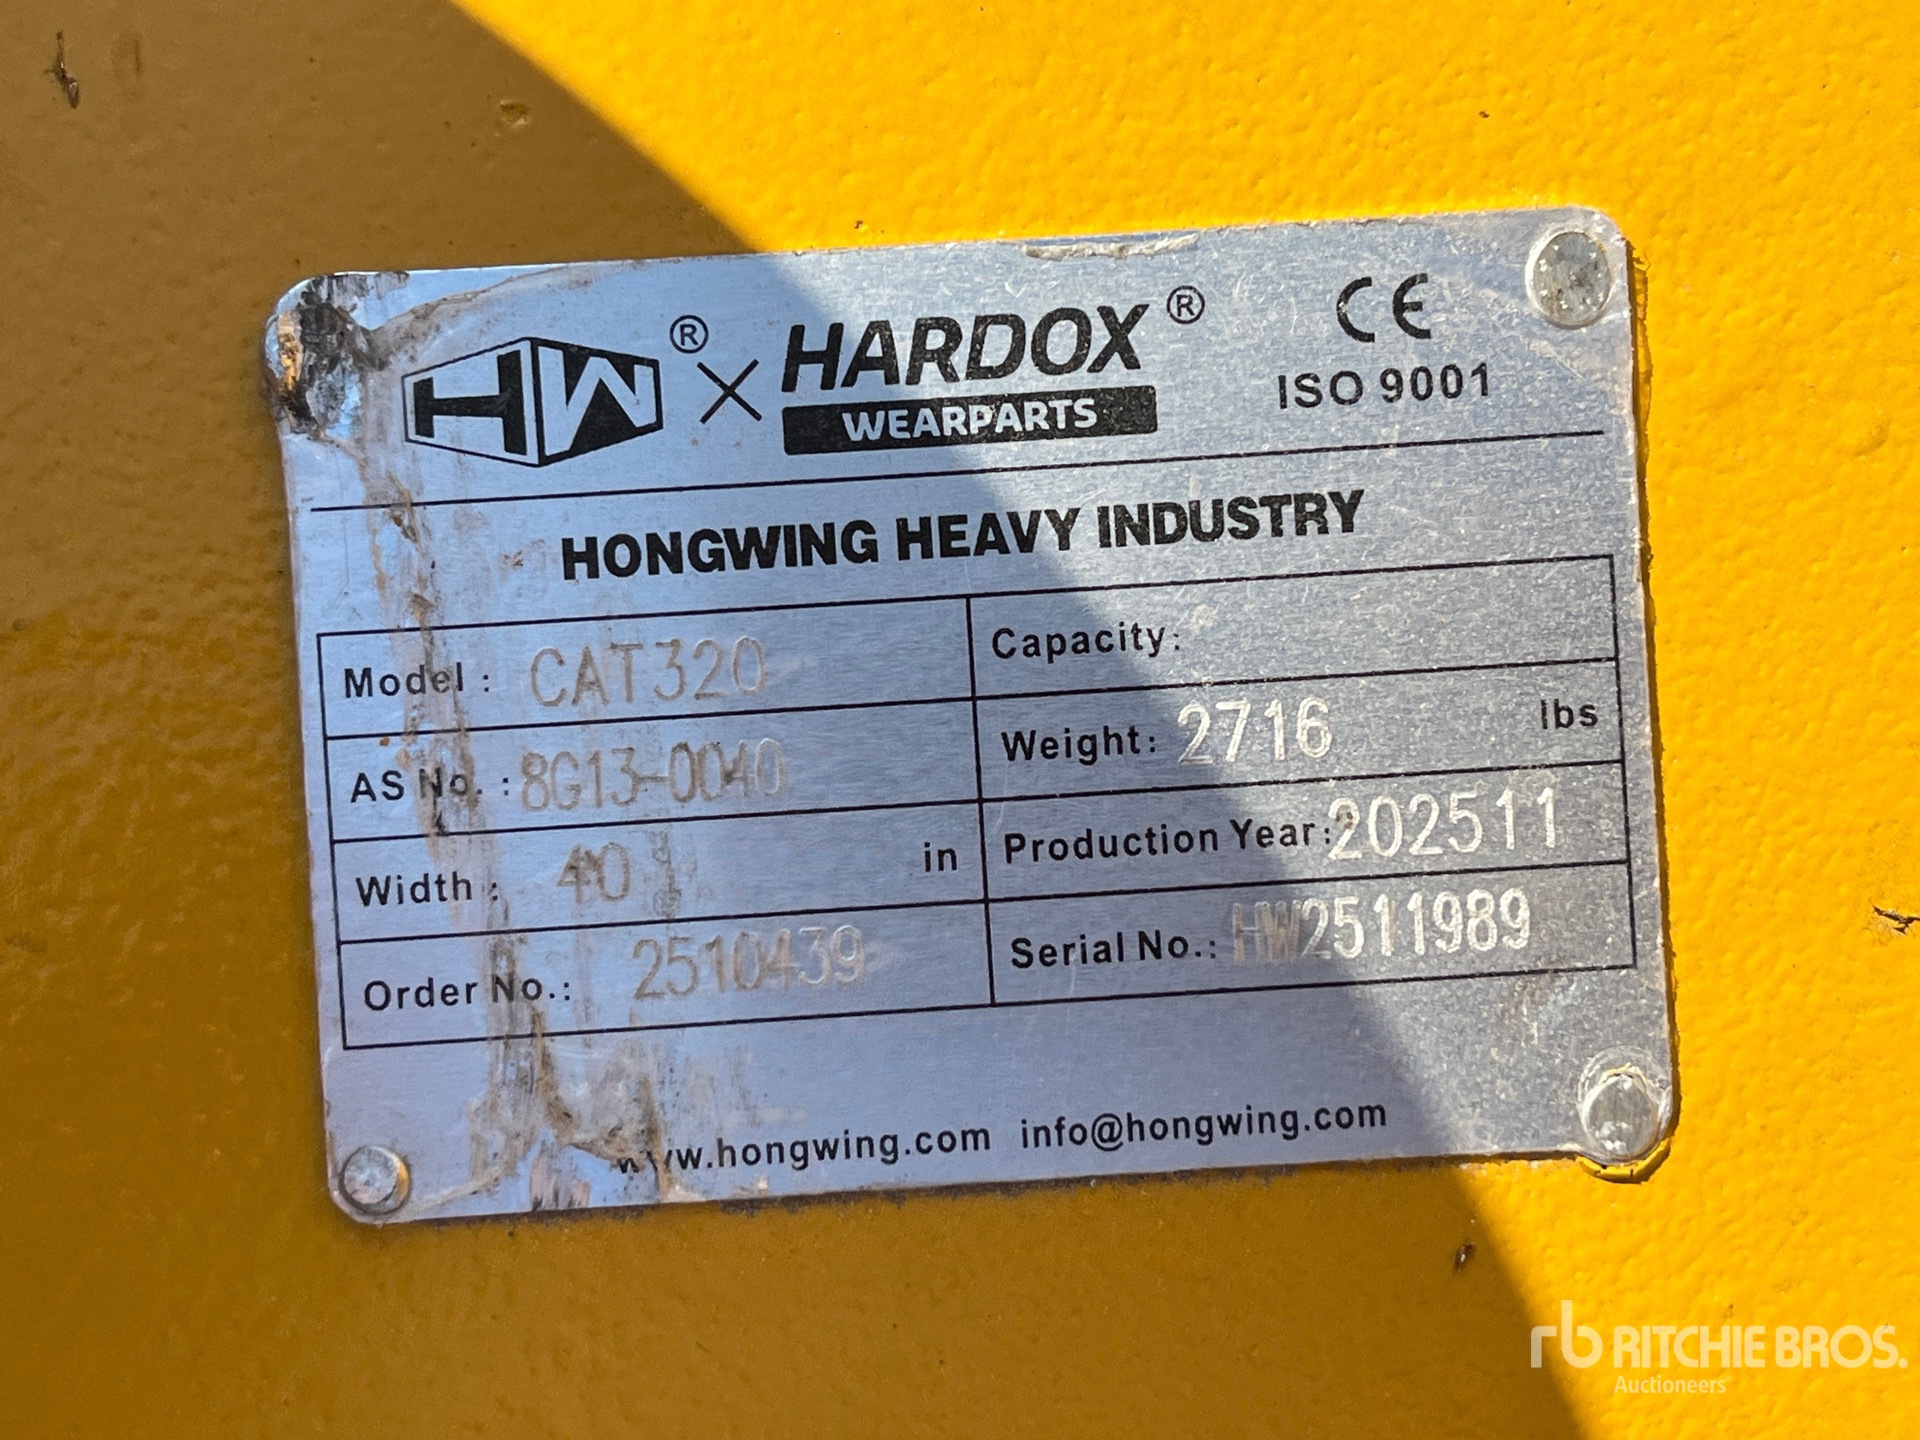 HW® × HARDOX® CE
WEARPARTS ISO 9001
HONGWING HEAVY INDUSTRY
Model : CAT320 Capacity:
AS No. : 8G13-0040 Weight: 2716 lbs
Width : 40 in Production Year: 202511
Order No.: 2510439 Serial No.: HW2511989
www.hongwing.com info@hongwing.com
rb RITCHIE BROS.
Auctioneers